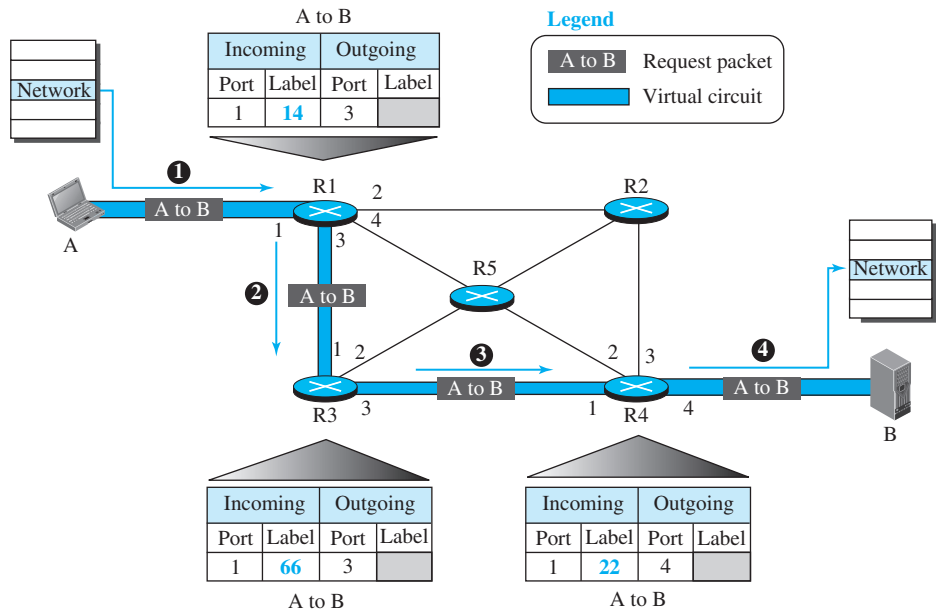 A to B
Incoming Outgoing
Port Label Port Label
1 14 3
Legend
A to B Request packet
Virtual circuit
Network
1
A to B
A
R1
1
2
4
3
R2
R5
2
A to B
Network
1
2
3
A to B
R3
3
2
3
1
R4
4
4
A to B
B
Incoming Outgoing
Port Label Port Label
1 66 3
A to B
Incoming Outgoing
Port Label Port Label
1 22 4
A to B